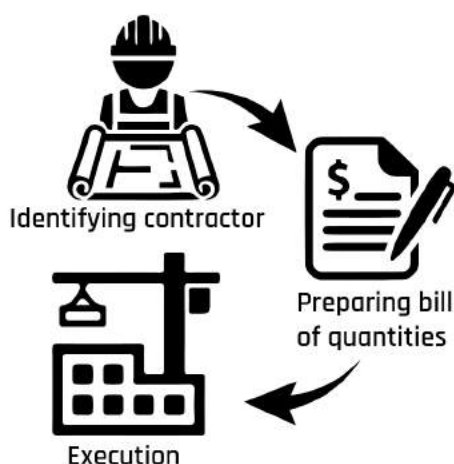 Identifying contractor
$
Preparing bill
of quantities
Execution